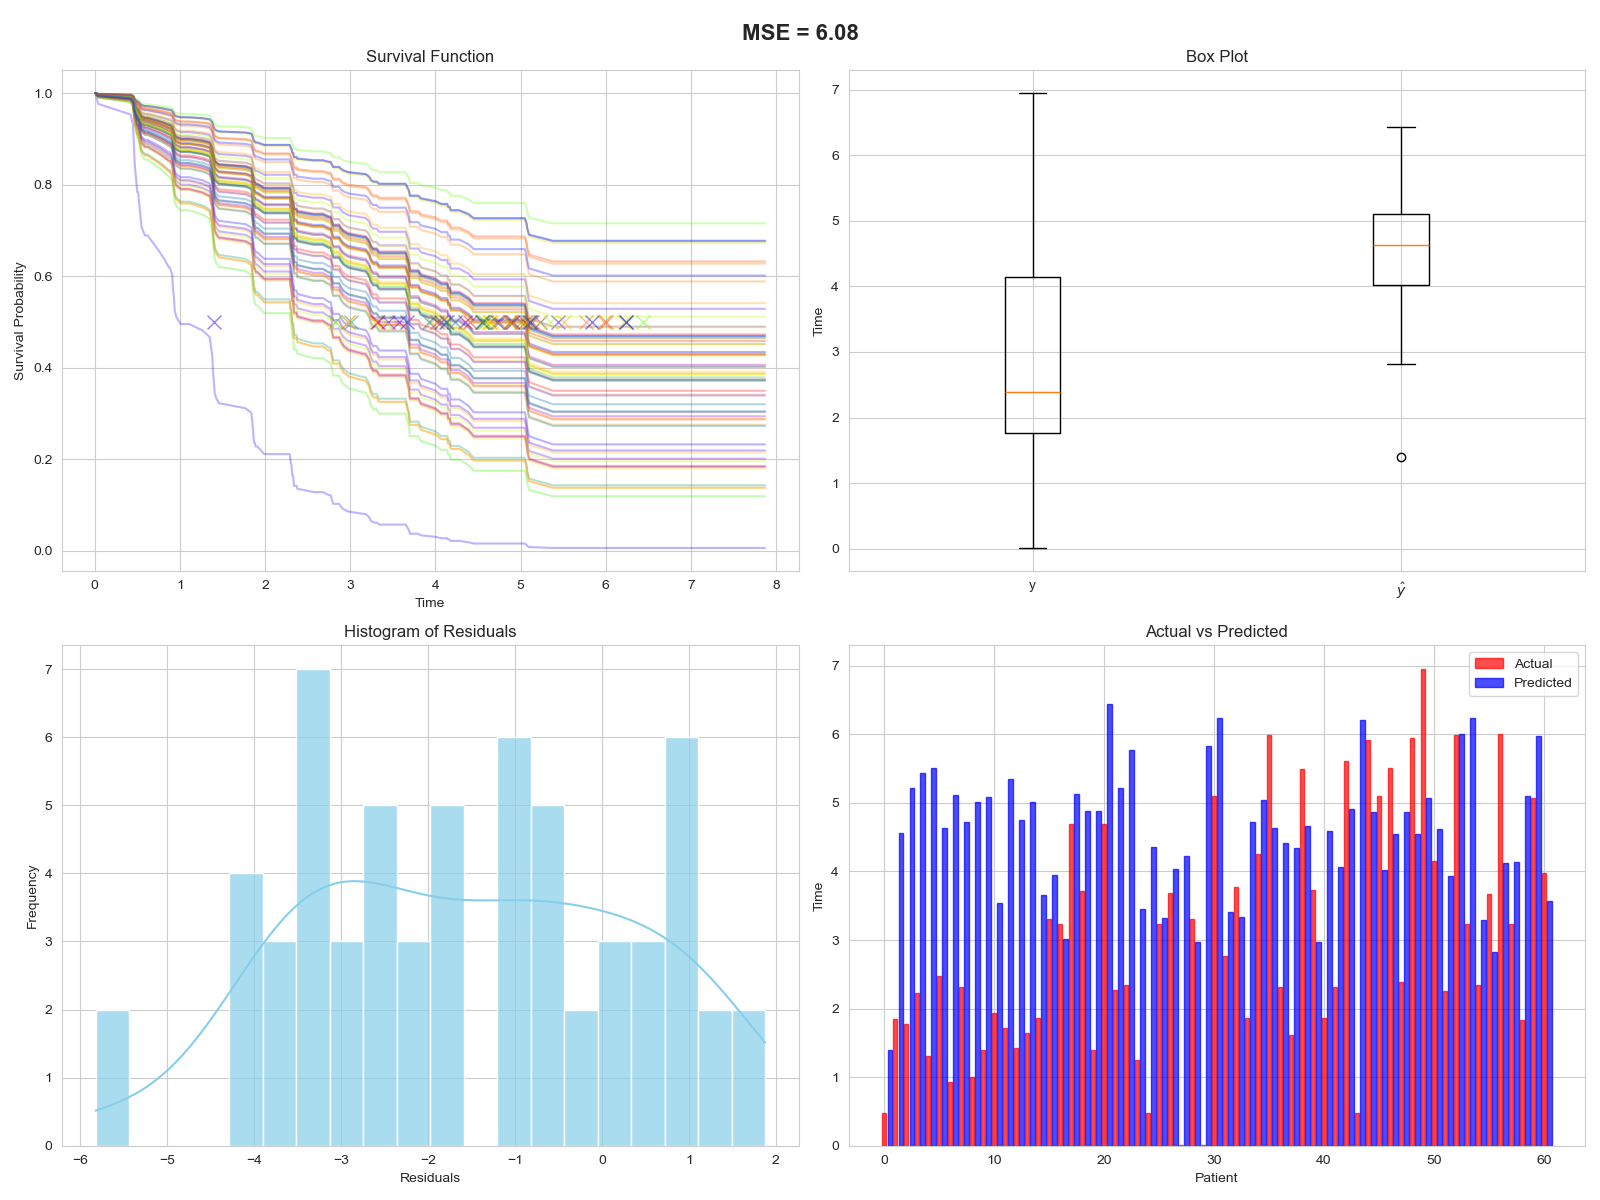 MSE = 6.08
Survival Function
Survival Probability
1.0
0.8
0.6
0.4
0.2
0.0
0 1 2 3 4 5 6 7 8
Time
Box Plot
Time
7
6
5
4
3
2
1
0
y ŷ
Histogram of Residuals
Frequency
7
6
5
4
3
2
1
0
−6 −5 −4 −3 −2 −1 0 1 2
Residuals
Actual vs Predicted
Actual
Predicted
Time
7
6
5
4
3
2
1
0
0 10 20 30 40 50 60
Patient